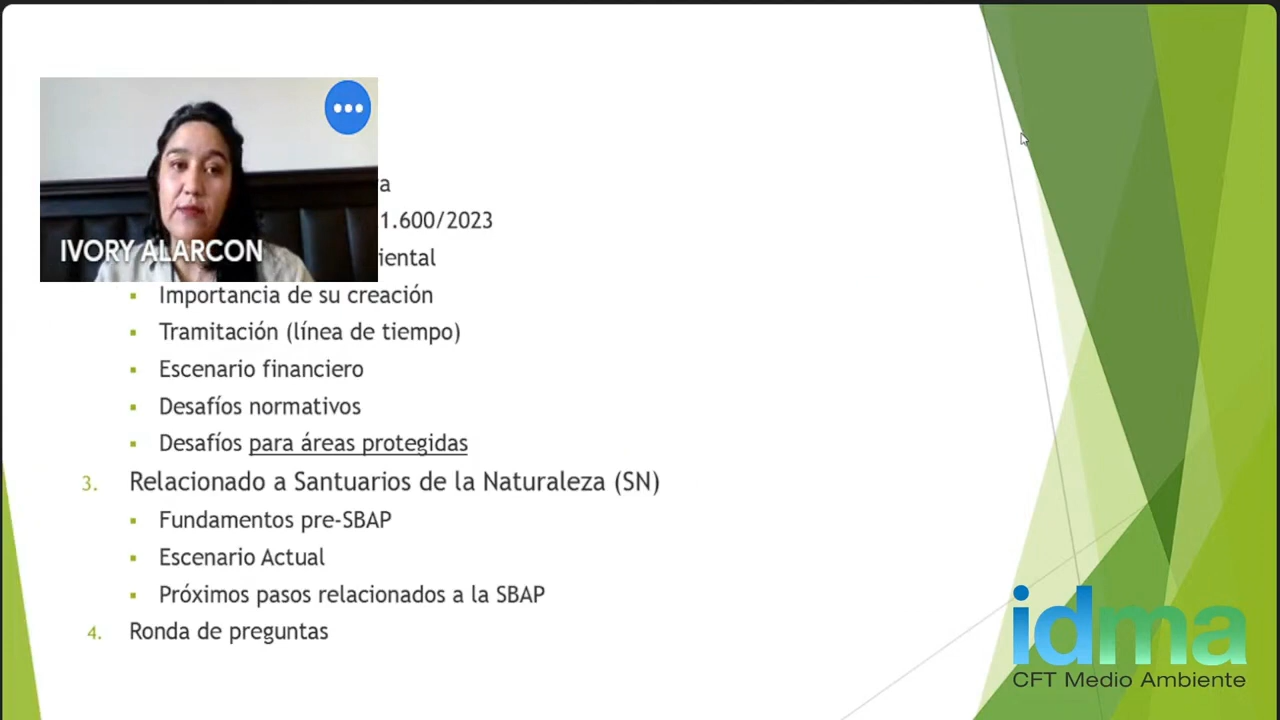 IVORY ALARCON
1.600/2023
Importancia de su creación
Tramitación (línea de tiempo)
Escenario financiero
Desafíos normativos
Desafíos para áreas protegidas
3. Relacionado a Santuarios de la Naturaleza (SN)
Fundamentos pre-SBAP
Escenario Actual
Próximos pasos relacionados a la SBAP
4. Ronda de preguntas
idma
CFT Medio Ambiente